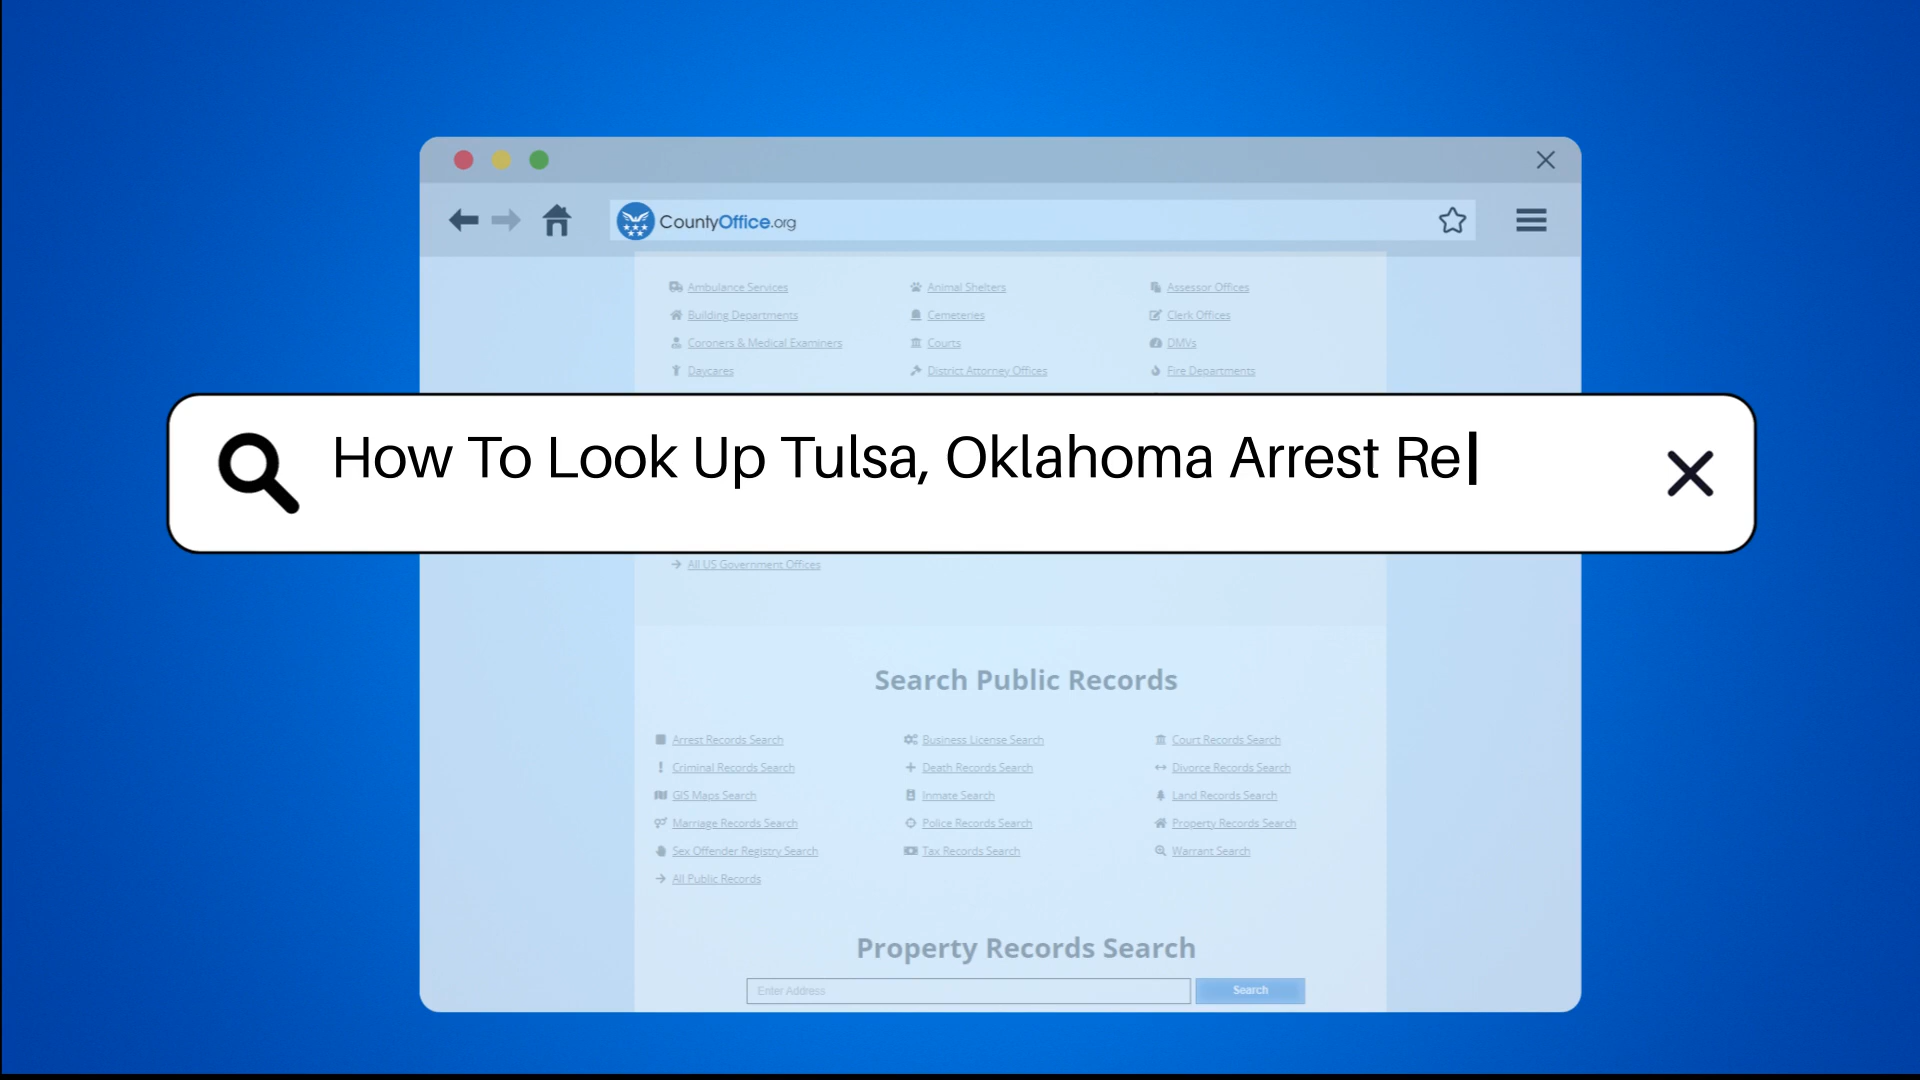 CountyOffice.org
Ambulance Services Animal Shelters Assessor Offices
Building Departments Cemeteries Clerk Offices
Coroners & Medical Examiners Courts DMVs
Daycares District Attorney Offices Fire Departments
How To Look Up Tulsa, Oklahoma Arrest Re
All US Government Offices
Search Public Records
Arrest Records Search Business License Search Court Records Search
Criminal Records Search Death Records Search Divorce Records Search
GIS Maps Search Inmate Search Land Records Search
Marriage Records Search Police Records Search Property Records Search
Sex Offender Registry Search Tax Records Search Warrant Search
All Public Records
Property Records Search
Enter Address Search